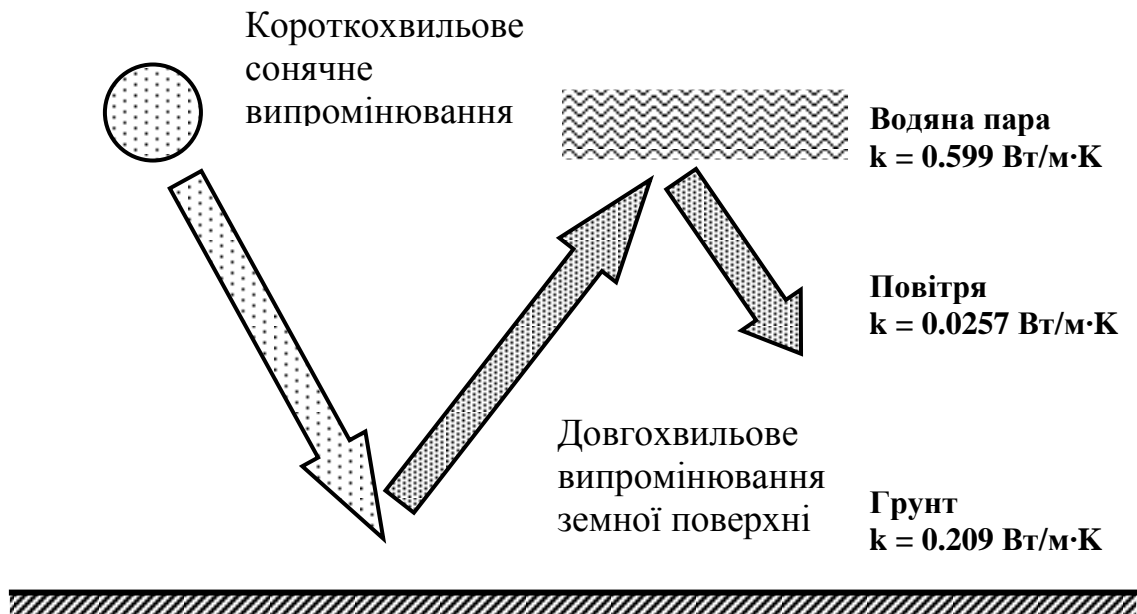 Короткохвильове
сонячне
випромінювання
Водяна пара
k = 0.599 Вт/м·K
Повітря
k = 0.0257 Вт/м·K
Довгохвильове
випромінювання
земної поверхні
Грунт
k = 0.209 Вт/м·K